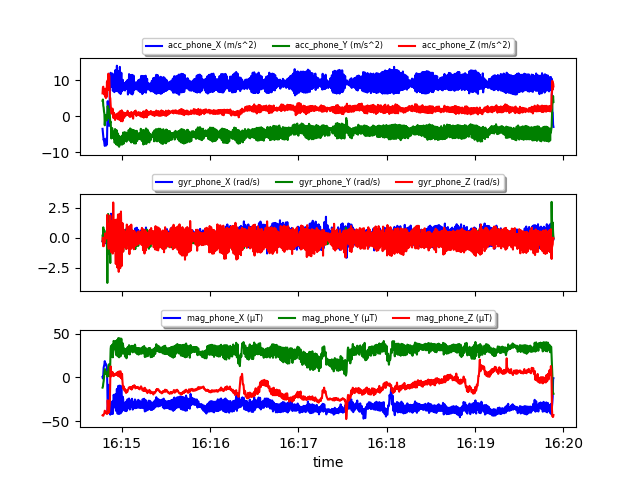 acc_phone_X (m/s^2) acc_phone_Y (m/s^2) acc_phone_Z (m/s^2)
10
0
−10
gyr_phone_X (rad/s) gyr_phone_Y (rad/s) gyr_phone_Z (rad/s)
2.5
0.0
−2.5
mag_phone_X (µT) mag_phone_Y (µT) mag_phone_Z (µT)
50
0
−50
16:15 16:16 16:17 16:18 16:19 16:20
time